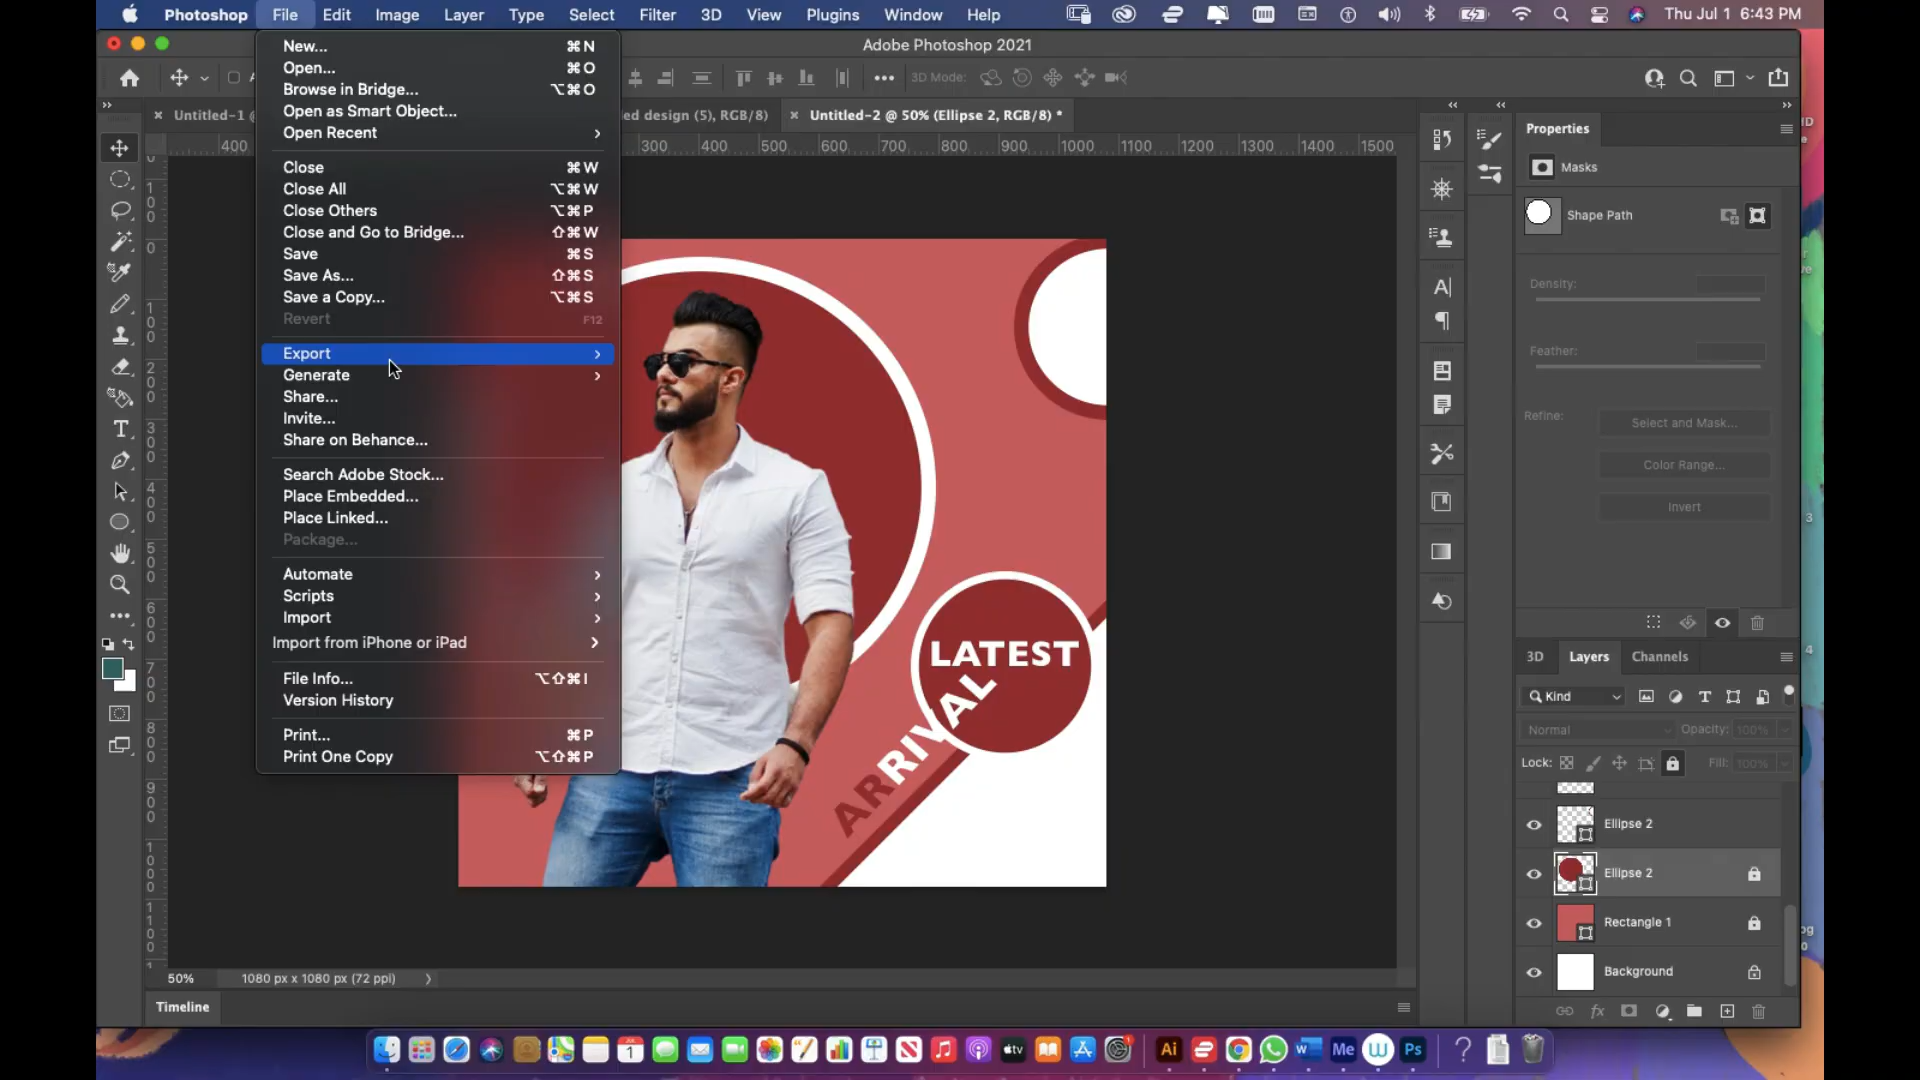 Photoshop File Edit Image Layer Type Select Filter 3D View Plugins Window Help Thu Jul 1 6:43 PM
Adobe Photoshop 2021
3D Mode:
Untitled-1 @
led design (5), RGB/8)
Untitled-2 @ 50% (Ellipse 2, RGB/8) *
400 300 400 500 600 700 800 900 1000 1100 1200 1300 1400 1500
New... ⌘N
Open... ⌘O
Browse in Bridge... ⌥⌘O
Open as Smart Object...
Open Recent
Close ⌘W
Close All ⌥⌘W
Close Others ⌥⌘P
Close and Go to Bridge... ⇧⌘W
Save ⌘S
Save As... ⇧⌘S
Save a Copy... ⌥⌘S
Revert F12
Export
Generate
Share...
Invite...
Share on Behance...
Search Adobe Stock...
Place Embedded...
Place Linked...
Package...
Automate
Scripts
Import
Import from iPhone or iPad
File Info... ⌥⇧⌘I
Version History
Print... ⌘P
Print One Copy ⌥⇧⌘P
LATEST
ARRIVAL
Properties
Masks
Shape Path
Density:
Feather:
Refine:
Select and Mask...
Color Range...
Invert
3D Layers Channels
Kind
Normal Opacity: 100%
Lock: Fill: 100%
Ellipse 2
Ellipse 2
Rectangle 1
Background
50% 1080 px x 1080 px (72 ppi)
Timeline